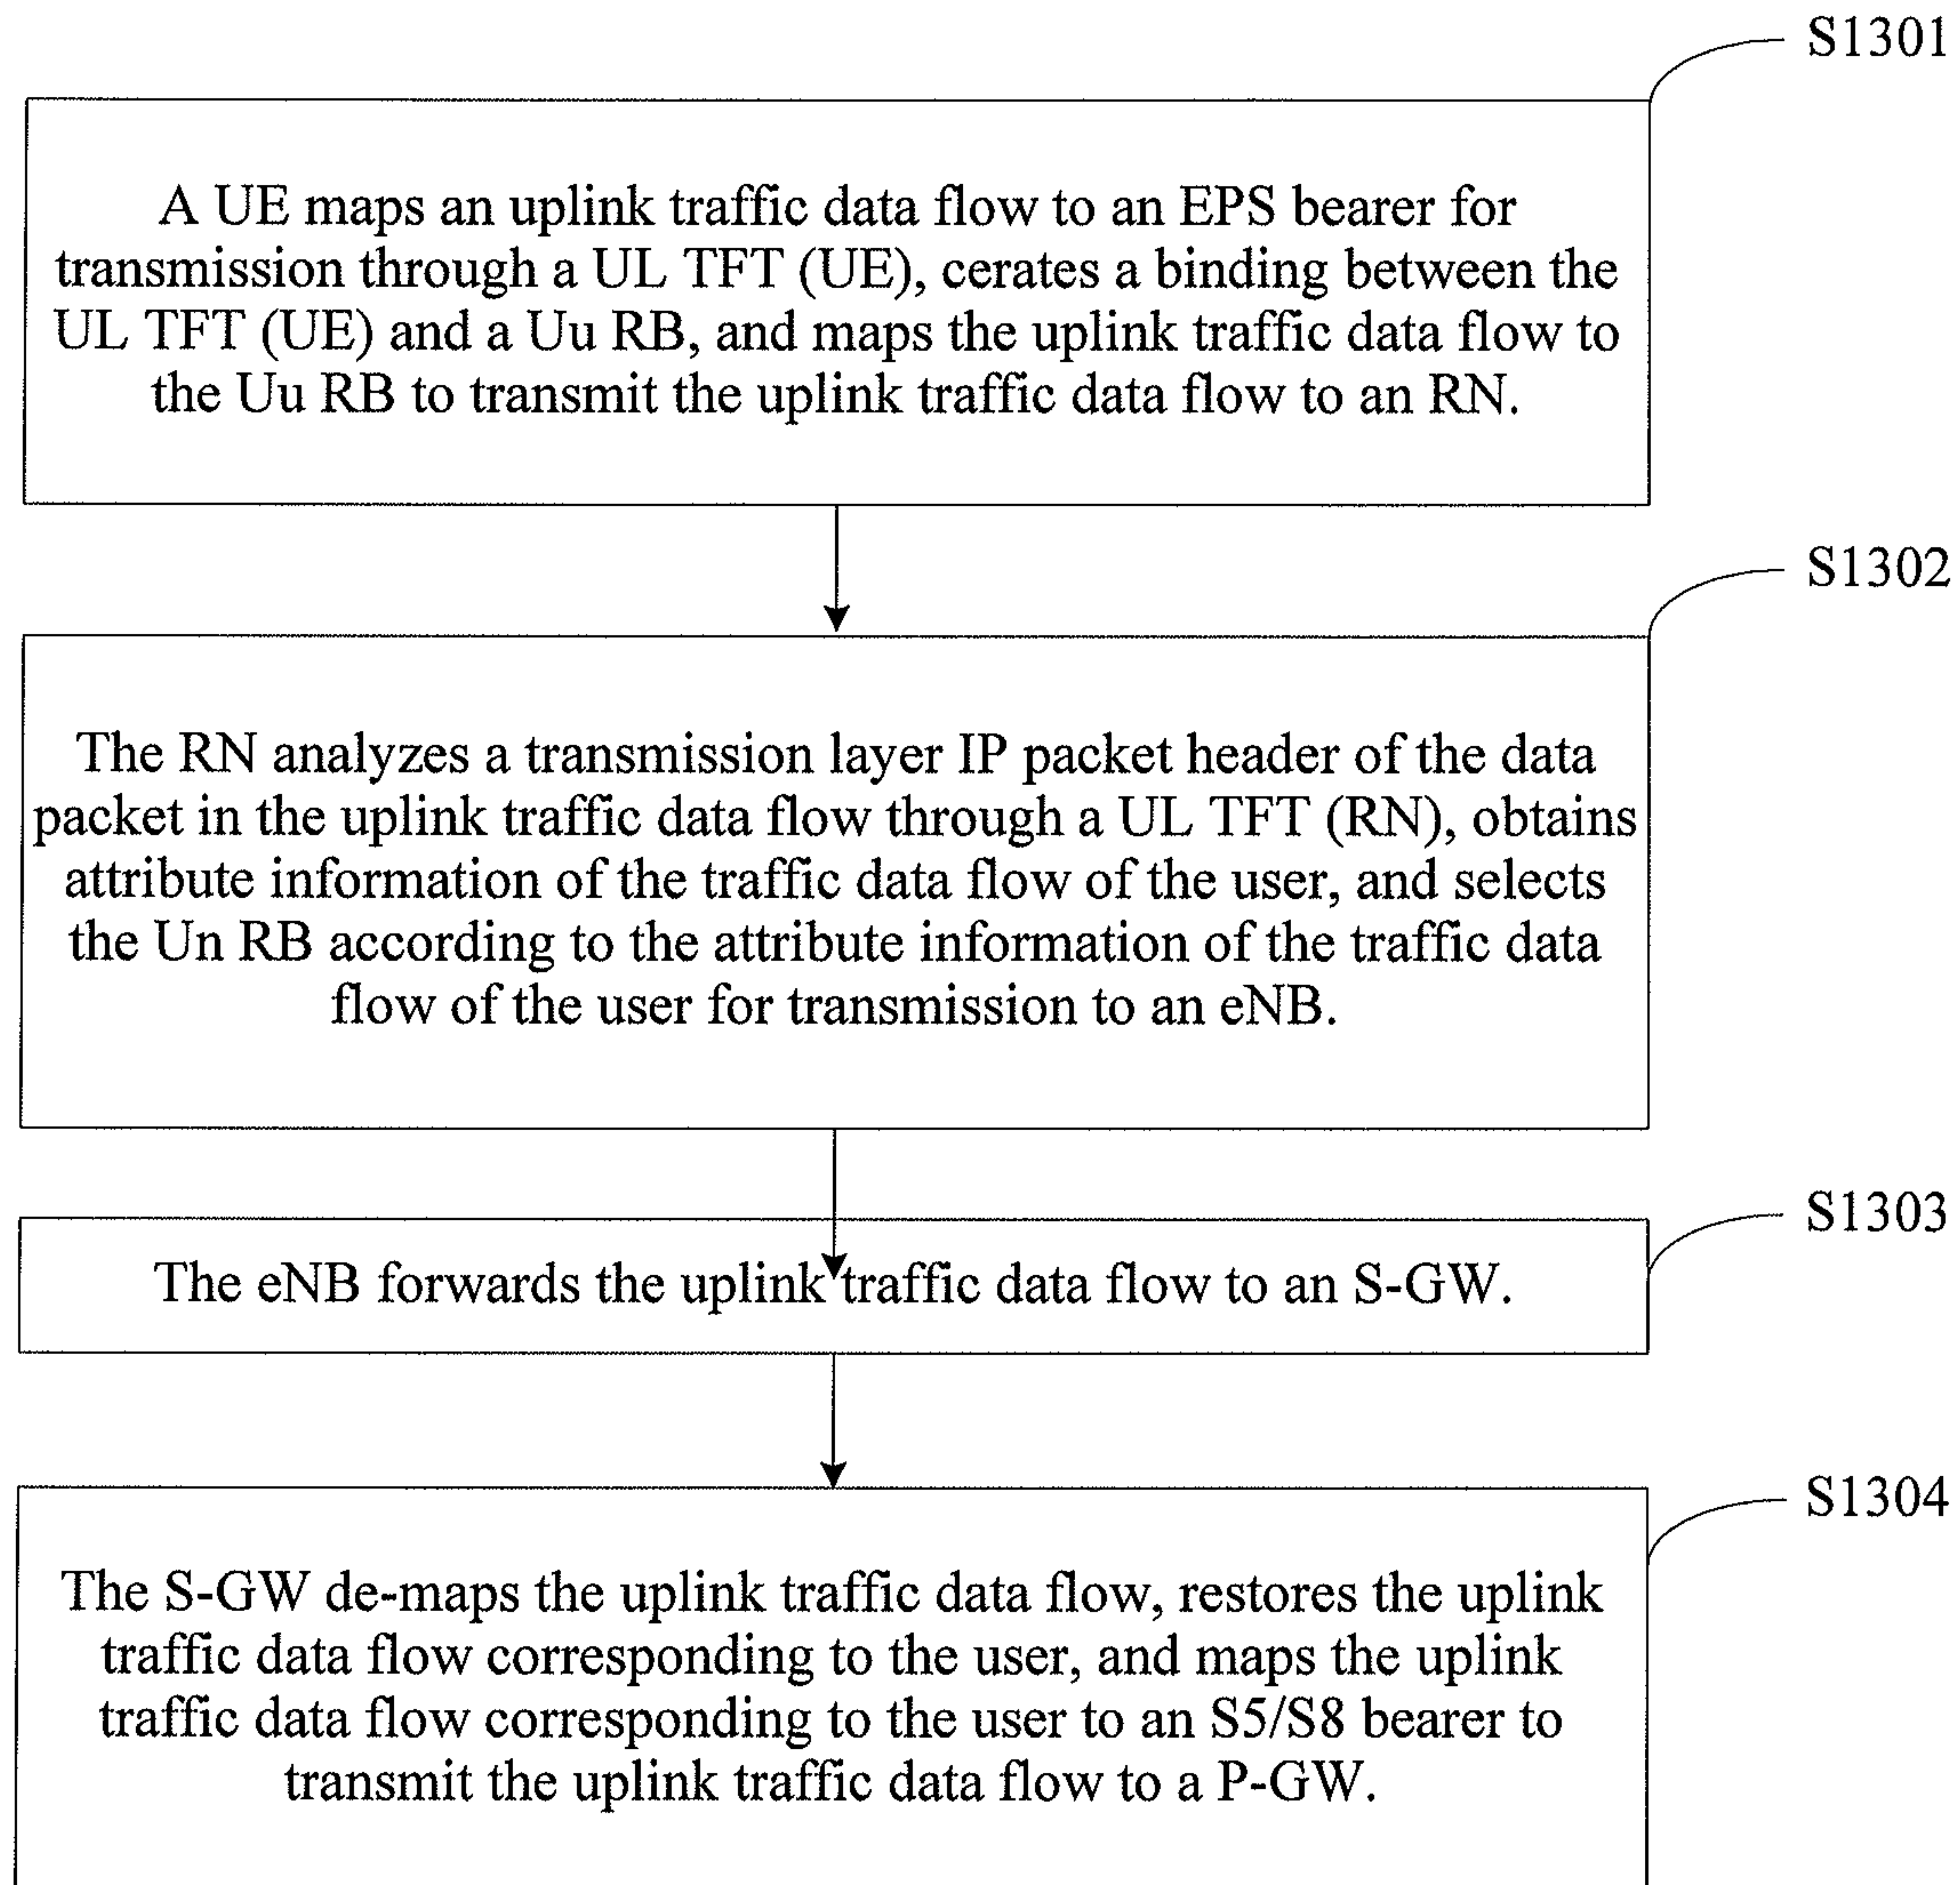 S1301
A UE maps an uplink traffic data flow to an EPS bearer for
transmission through a UL TFT (UE), cerates a binding between the
UL TFT (UE) and a Uu RB, and maps the uplink traffic data flow to
the Uu RB to transmit the uplink traffic data flow to an RN.
S1302
The RN analyzes a transmission layer IP packet header of the data
packet in the uplink traffic data flow through a UL TFT (RN), obtains
attribute information of the traffic data flow of the user, and selects
the Un RB according to the attribute information of the traffic data
flow of the user for transmission to an eNB.
S1303
The eNB forwards the uplink traffic data flow to an S-GW.
S1304
The S-GW de-maps the uplink traffic data flow, restores the uplink
traffic data flow corresponding to the user, and maps the uplink
traffic data flow corresponding to the user to an S5/S8 bearer to
transmit the uplink traffic data flow to a P-GW.